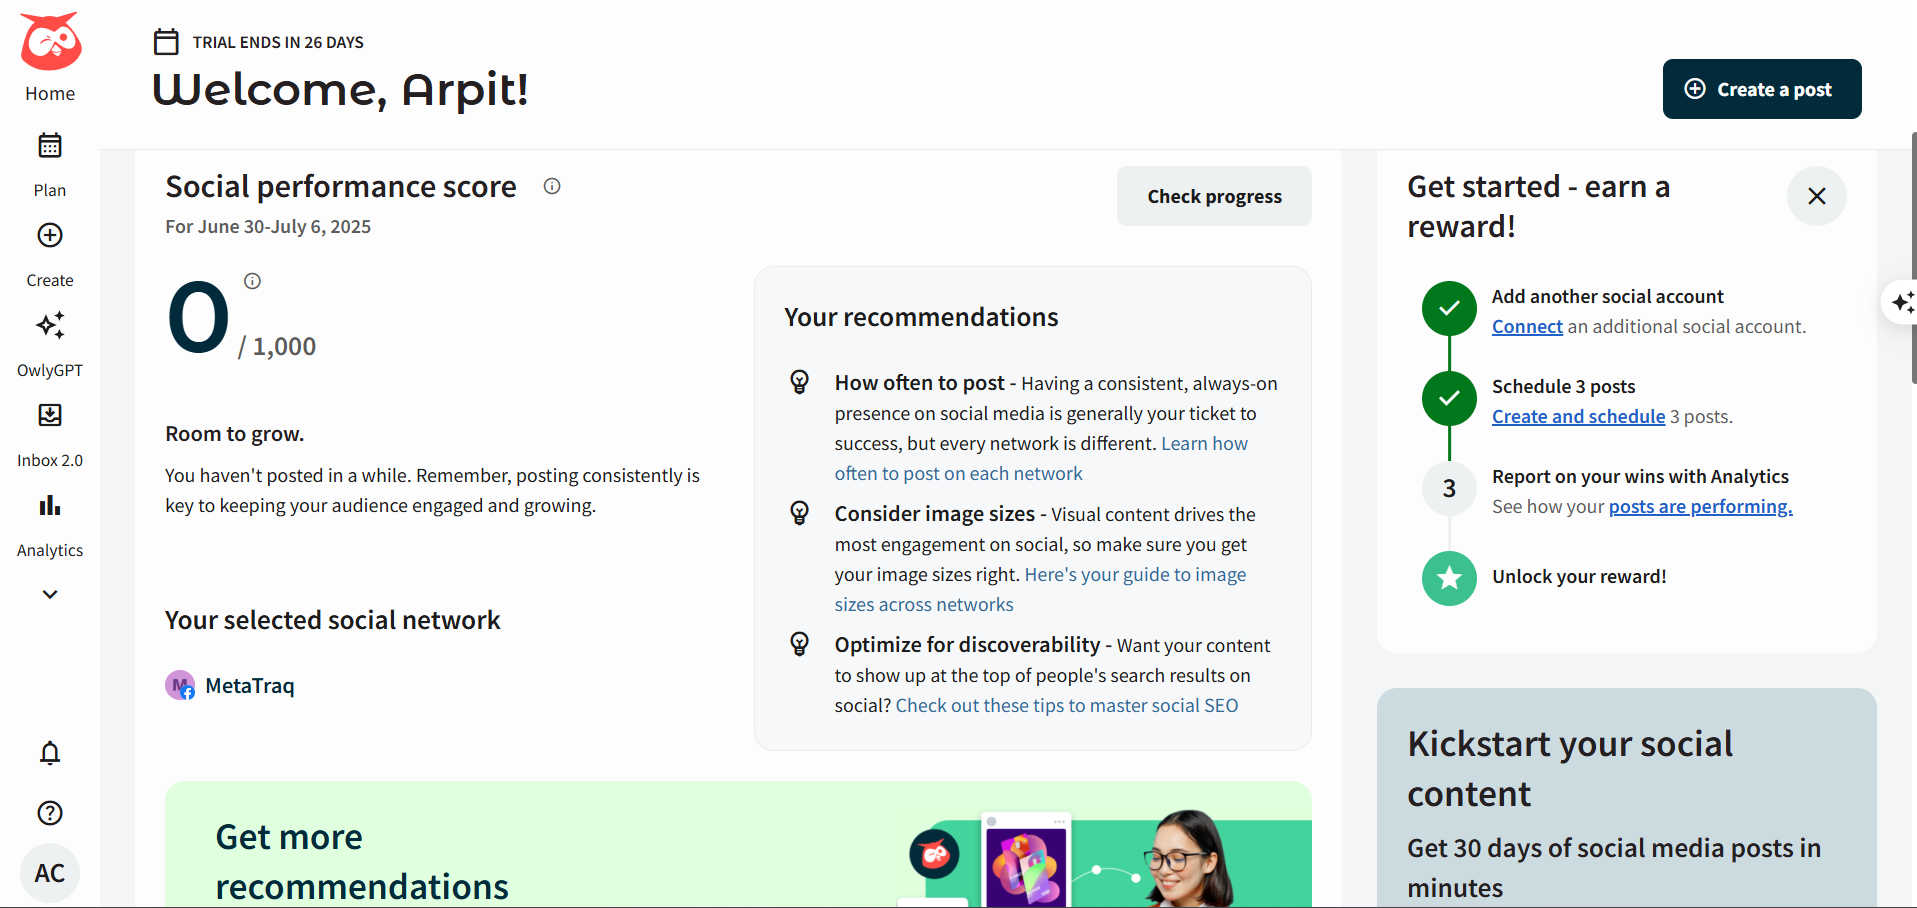 Home
Plan
Create
OwlyGPT
Inbox 2.0
Analytics
AC
TRIAL ENDS IN 26 DAYS
Welcome, Arpit!
Create a post
Social performance score
For June 30-July 6, 2025
Check progress
0
/ 1,000
Room to grow.
You haven't posted in a while. Remember, posting consistently is
key to keeping your audience engaged and growing.
Your selected social network
M
MetaTraq
Your recommendations
How often to post - Having a consistent, always-on
presence on social media is generally your ticket to
success, but every network is different. Learn how
often to post on each network
Consider image sizes - Visual content drives the
most engagement on social, so make sure you get
your image sizes right. Here's your guide to image
sizes across networks
Optimize for discoverability - Want your content
to show up at the top of people's search results on
social? Check out these tips to master social SEO
Get more
recommendations
Get started - earn a
reward!
Add another social account
Connect an additional social account.
Schedule 3 posts
Create and schedule 3 posts.
3
Report on your wins with Analytics
See how your posts are performing.
Unlock your reward!
Kickstart your social
content
Get 30 days of social media posts in
minutes